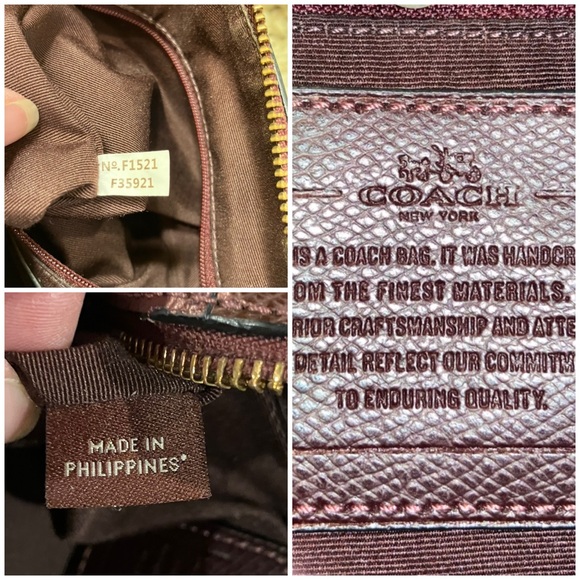 Nº.F1521
F35921
MADE IN
PHILIPPINES*
COACH
NEW YORK
IS A COACH BAG. IT WAS HANDCR
OM THE FINEST MATERIALS.
RIOR CRAFTSMANSHIP AND ATTE
DETAIL REFLECT OUR COMMITM
TO ENDURING QUALITY.